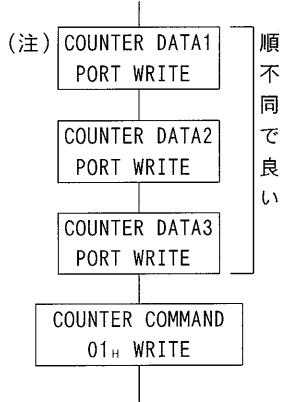 (注)
COUNTER DATA1
PORT WRITE
COUNTER DATA2
PORT WRITE
COUNTER DATA3
PORT WRITE
順不同で良い
COUNTER COMMAND
01H WRITE